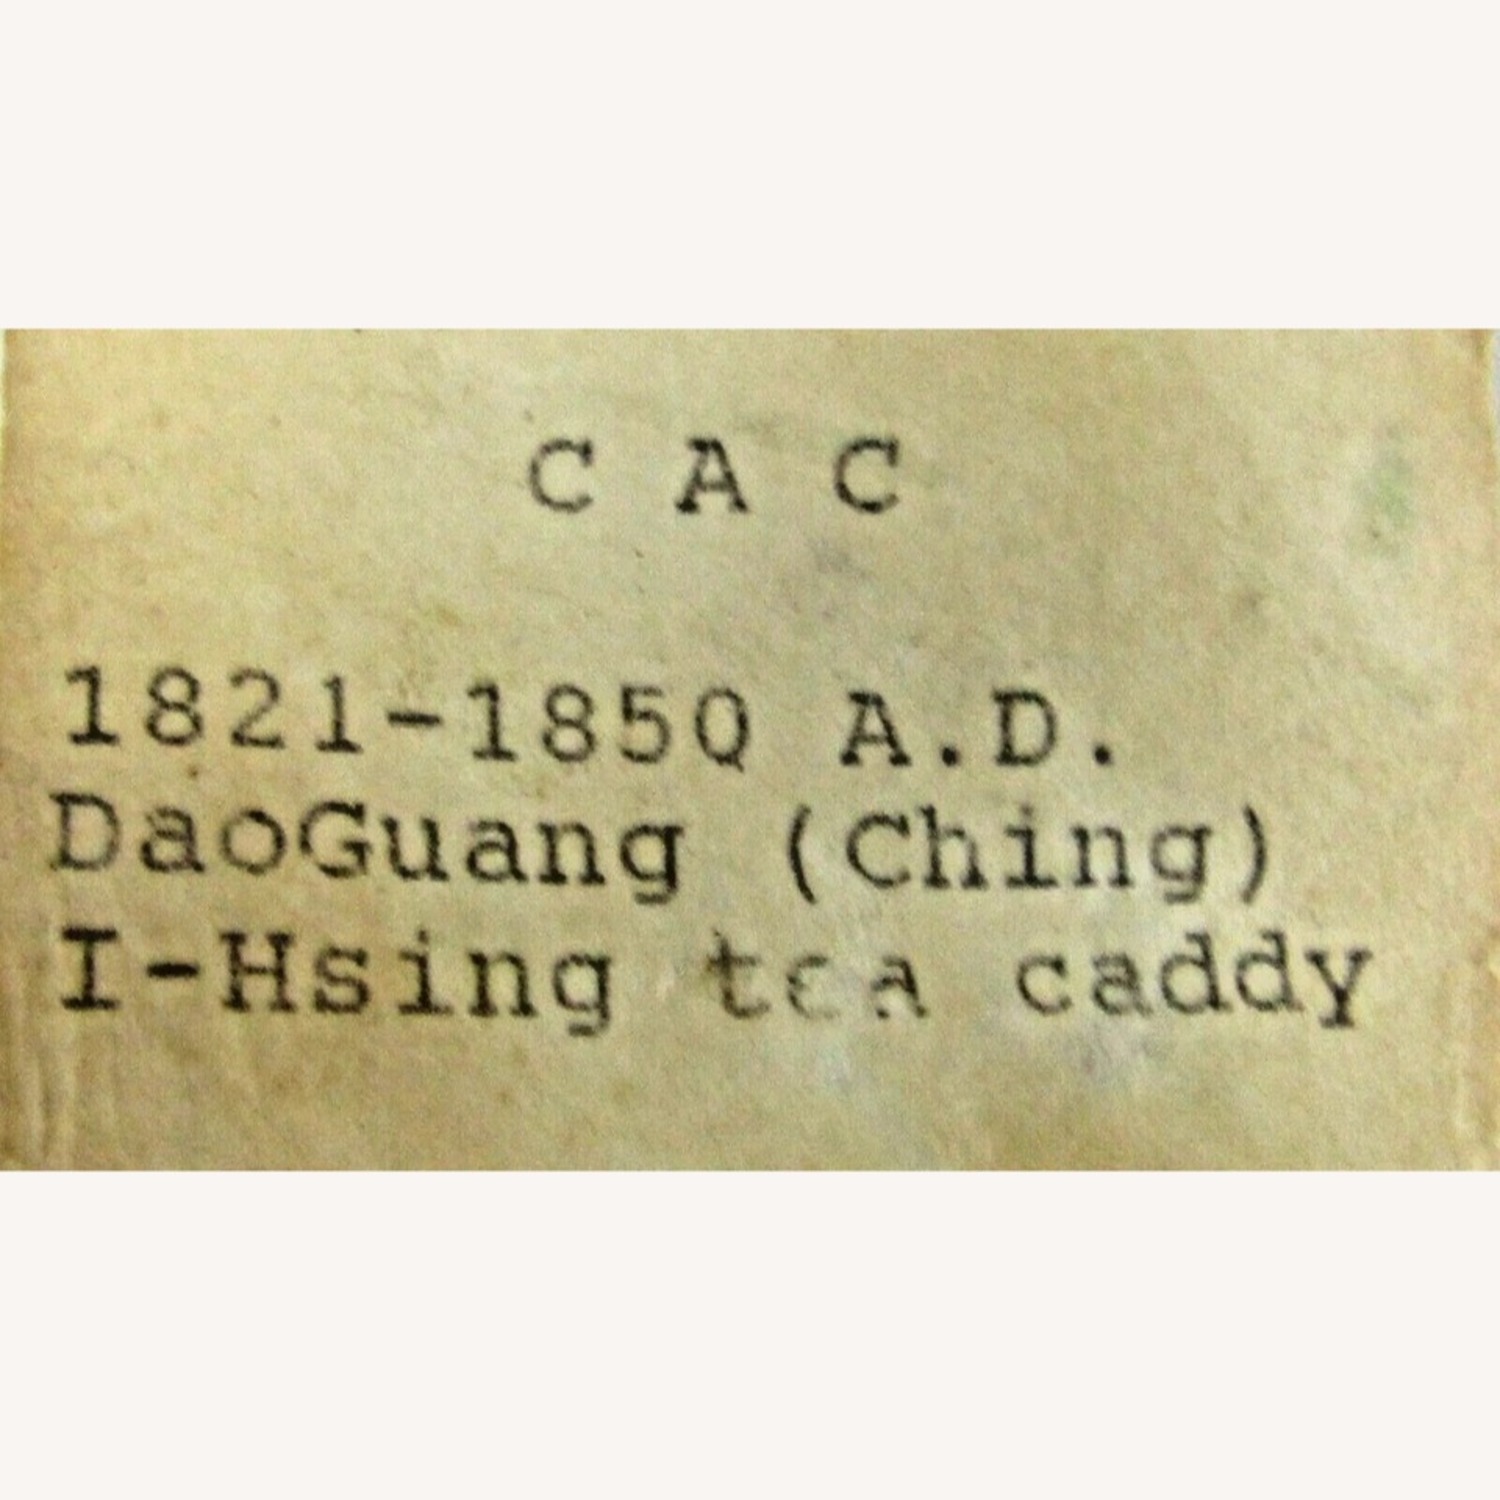 C A C
1821-1850 A.D.
DaoGuang (Ching)
I-Hsing tea caddy